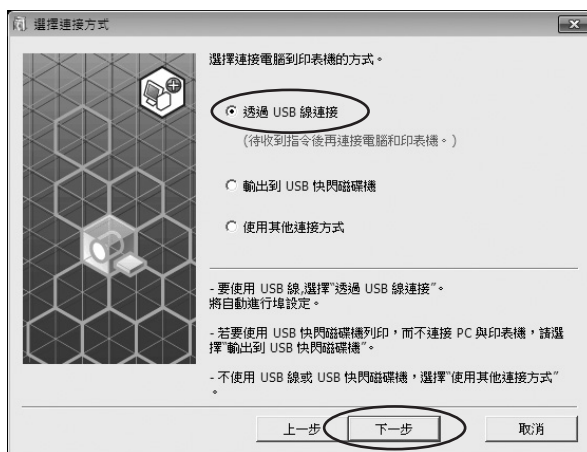 選擇連接方式
選擇連接電腦到印表機的方式。
透過 USB 線連接
(待收到指令後再連接電腦和印表機。)
輸出到 USB 快閃磁碟機
使用其他連接方式
- 要使用 USB 線,選擇"透過 USB 線連接"。
將自動進行埠設定。
- 若要使用 USB 快閃磁碟機列印，而不連接 PC 與印表機，請選
擇"輸出到 USB 快閃磁碟機"。
- 不使用 USB 線或 USB 快閃磁碟機，選擇"使用其他連接方式"
。
上一步
下一步
取消